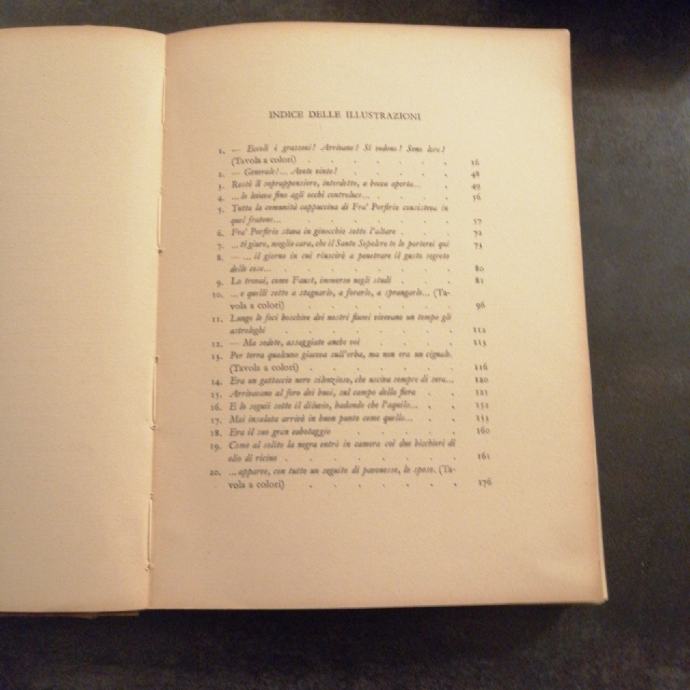 INDICE DELLE ILLUSTRAZIONI
1. — Eccoli i grassoni! Arrivano! Si vedono! Sono loro!
(Tavola a colori) . . . . . . . 16
2. — Generale!... Avete vinto! . . . . . 48
3. Restò lì soprappensiero, interdetto, a bocca aperta... . . 49
4. ...le levava fino agli occhi controluce... . . . . 56
5. Tutta la comunità cappuccina di Fra' Porfirio consisteva in
quel fratone... . . . . . . . 57
6. Fra' Porfirio stava in ginocchio sotto l'altare . . . 72
7. ...ti giuro, moglie cara, che il Santo Sepolcro te lo porterei qui 73
8. — ... il giorno in cui riuscirà a penetrare il gusto segreto
delle cose... . . . . . . . 80
9. Lo trovai, come Faust, immerso negli studi . . . 81
10. ... e quelli sotto a stagnarlo, a forarlo, a sprangarlo... (Ta-
vola a colori) . . . . . . . 96
11. Lungo le foci boschive dei nostri fiumi vivevano un tempo gli
astrologhi . . . . . . . 112
12. — Ma sedete, assaggiate anche voi . . . . 113
13. Per terra qualcuno giaceva sull'erba, ma non era un cignale.
(Tavola a colori) . . . . . . . 116
14. Era un gattaccio nero silenzioso, che usciva sempre di sera... 120
15. Arrivavano al foro dei buoi, sul campo della fiera . . 121
16. E lo seguii sotto il diluvio, badando che l'aquilo... . . 152
17. Mai insalata arrivò in buon punto come quella... . . 153
18. Era il suo gran sabotaggio . . . . . 160
19. Come al solito la negra entrò in camera coi due bicchieri di
olio di ricino . . . . . . . 161
20. ...apparve, con tutto un seguito di pavonesse, lo sposo. (Ta-
vola a colori) . . . . . . . 176